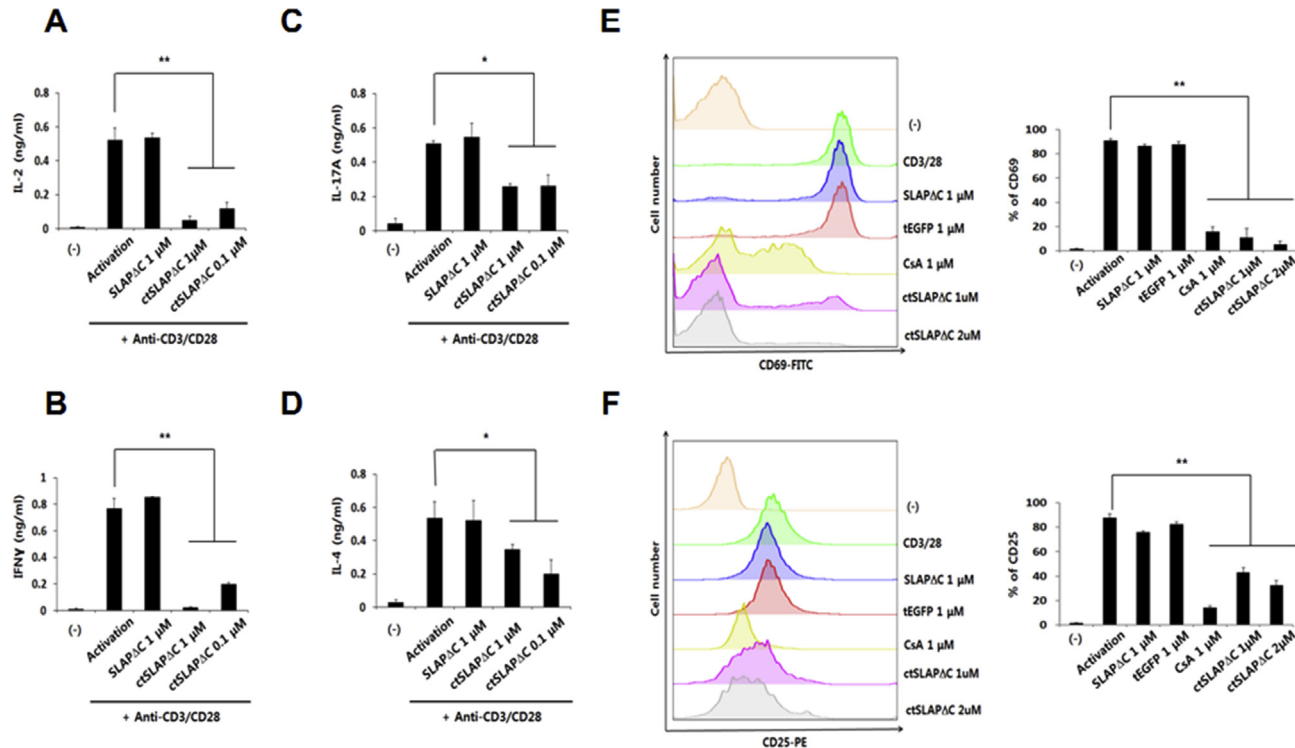 A
**
IL-2 (ng/ml)
0.8
0.6
0.4
0.2
0
(-)
Activation
SLAPΔC 1 μM
ctSLAPΔC 1μM
ctSLAPΔC 0.1 μM
+ Anti-CD3/CD28
C
*
IL-17A (ng/ml)
0.8
0.6
0.4
0.2
0
(-)
Activation
SLAPΔC 1 μM
ctSLAPΔC 1 μM
ctSLAPΔC 0.1 μM
+ Anti-CD3/CD28
E
Cell number
(-)
CD3/28
SLAPΔC 1 μM
tEGFP 1 μM
CsA 1 μM
ctSLAPΔC 1uM
ctSLAPΔC 2uM
CD69-FITC
**
% of CD69
100
80
60
40
20
0
(-)
Activation
SLAPΔC 1 μM
tEGFP 1 μM
CsA 1 μM
ctSLAPΔC 1μM
ctSLAPΔC 2μM
B
**
IFNγ (ng/ml)
1
0.8
0.6
0.4
0.2
0
(-)
Activation
SLAPΔC 1 μM
ctSLAPΔC 1 μM
ctSLAPΔC 0.1 μM
+ Anti-CD3/CD28
D
*
IL-4 (ng/ml)
0.8
0.6
0.4
0.2
0
(-)
Activation
SLAPΔC 1 μM
ctSLAPΔC 1 μM
ctSLAPΔC 0.1 μM
+ Anti-CD3/CD28
F
Cell number
(-)
CD3/28
SLAPΔC 1 μM
tEGFP 1 μM
CsA 1 μM
ctSLAPΔC 1uM
ctSLAPΔC 2uM
CD25-PE
**
% of CD25
100
80
60
40
20
0
(-)
Activation
SLAPΔC 1 μM
tEGFP 1 μM
CsA 1 μM
ctSLAPΔC 1μM
ctSLAPΔC 2μM